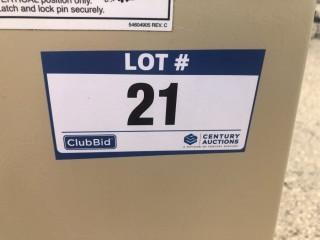 VERTICAL position only.
Latch and lock pin securely.
54604905 REV. C
LOT #
21
ClubBid
CENTURY
AUCTIONS